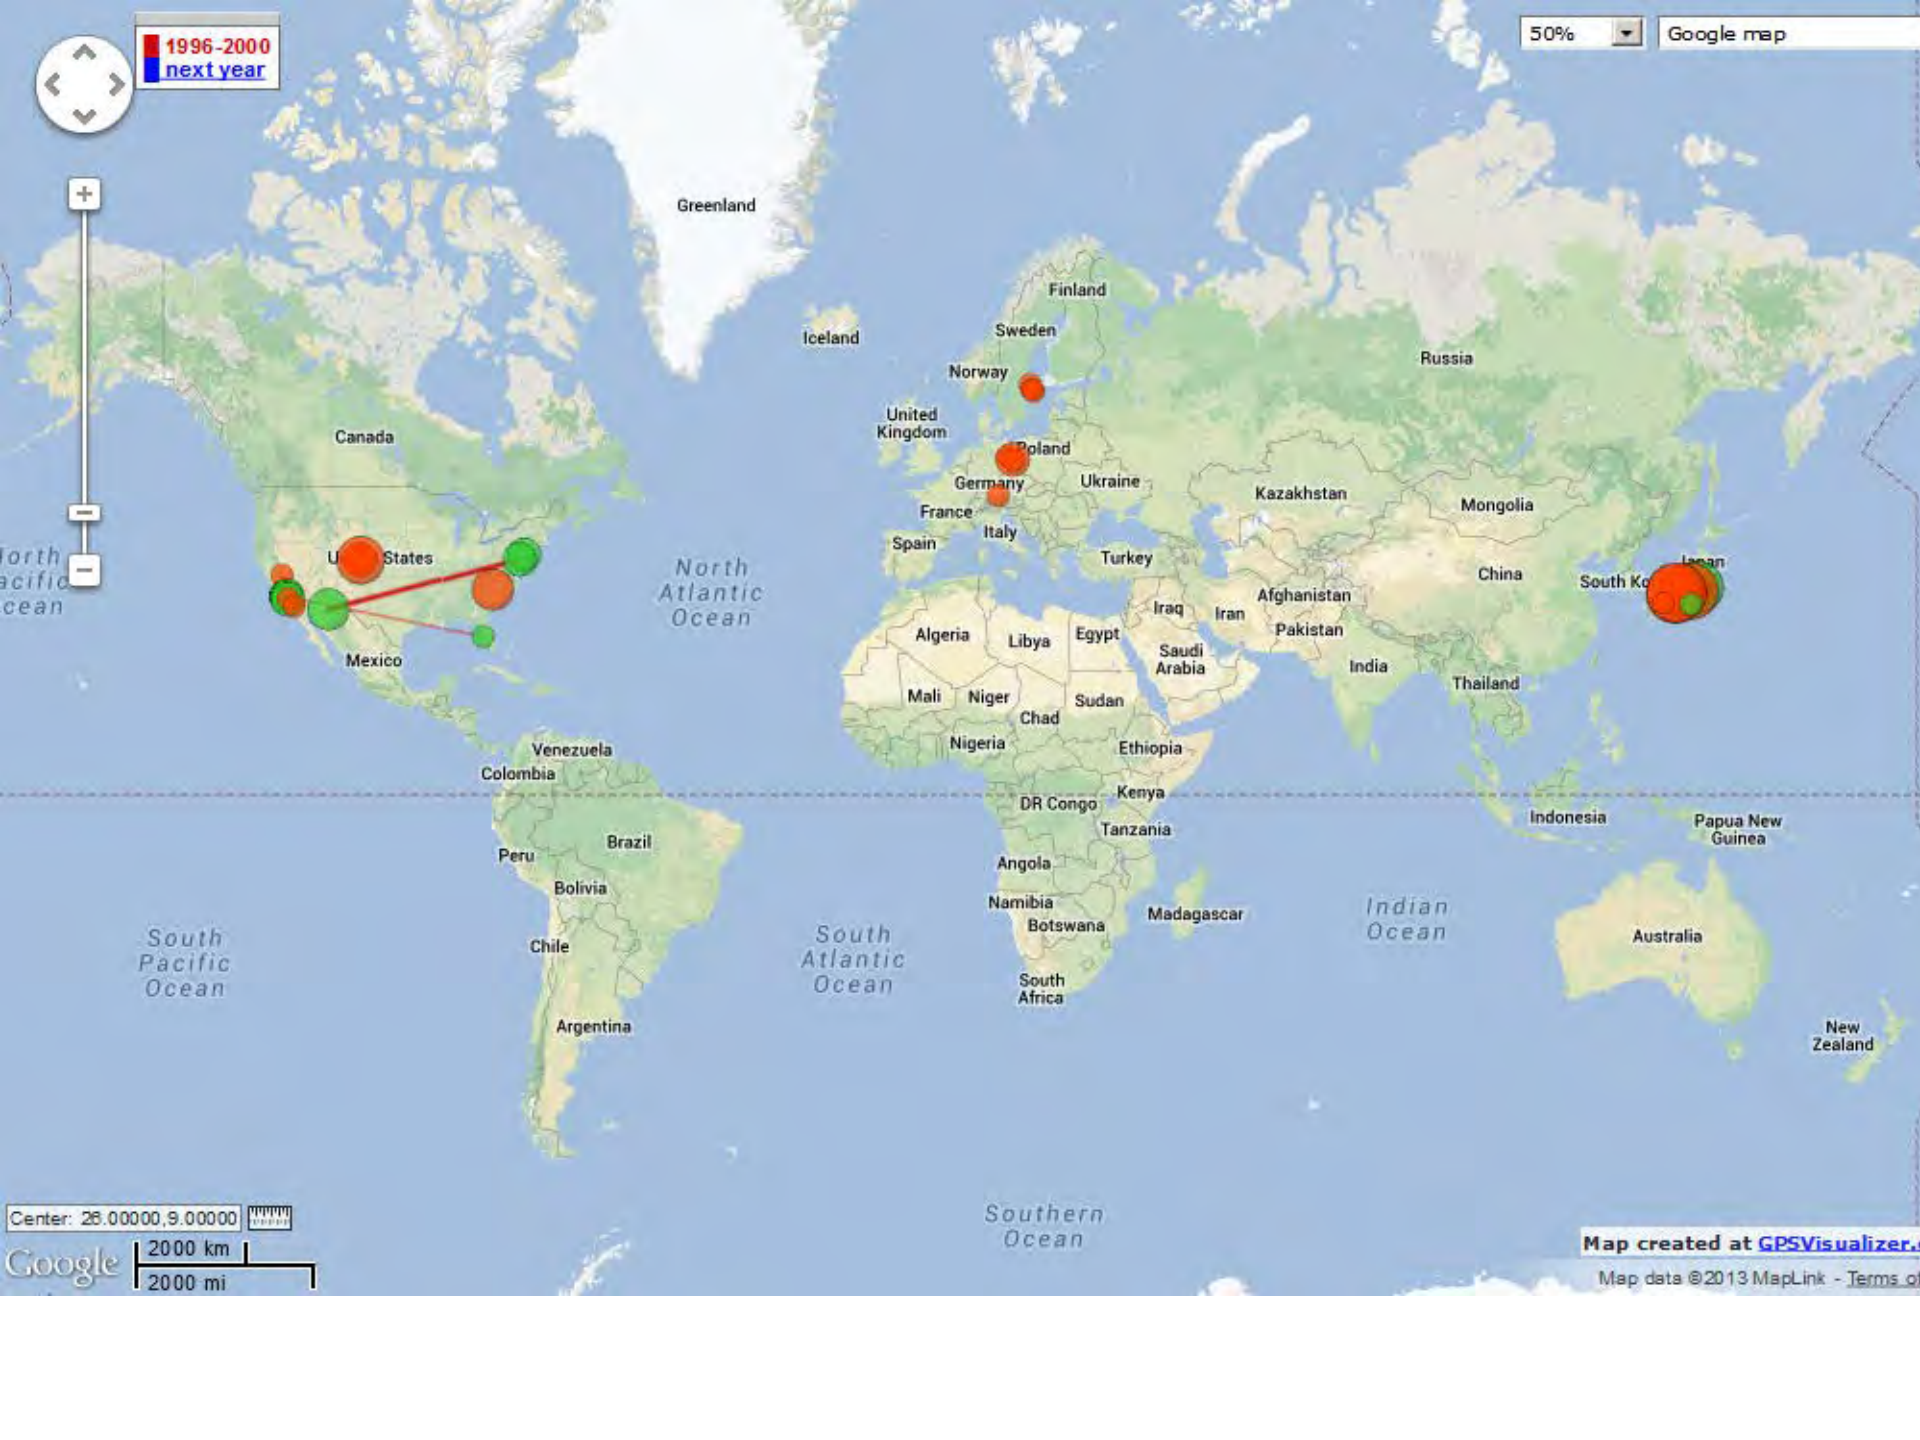 1996-2000
next year
50%
Google map
+
Greenland
Finland
Iceland
Sweden
Russia
Norway
United
Kingdom
Canada
Poland
Germany
Ukraine
Kazakhstan
Mongolia
France
Italy
Spain
Turkey
States
North
Atlantic
Ocean
China
Afghanistan
Iraq
Iran
Pakistan
Algeria
Libya
Egypt
Saudi
Arabia
India
Thailand
Mexico
Mali
Niger
Sudan
Chad
Nigeria
Ethiopia
Venezuela
Colombia
Kenya
DR Congo
Tanzania
Indonesia
Papua New
Guinea
Brazil
Peru
Angola
Bolivia
Namibia
Botswana
Madagascar
Indian
Ocean
South
Pacific
Ocean
South
Atlantic
Ocean
Chile
Australia
South
Africa
Argentina
New
Zealand
Southern
Ocean
Center: 26.00000,9.00000
Google
2000 km
2000 mi
Map created at GPSVisualizer.
Map data ©2013 MapLink - Terms of